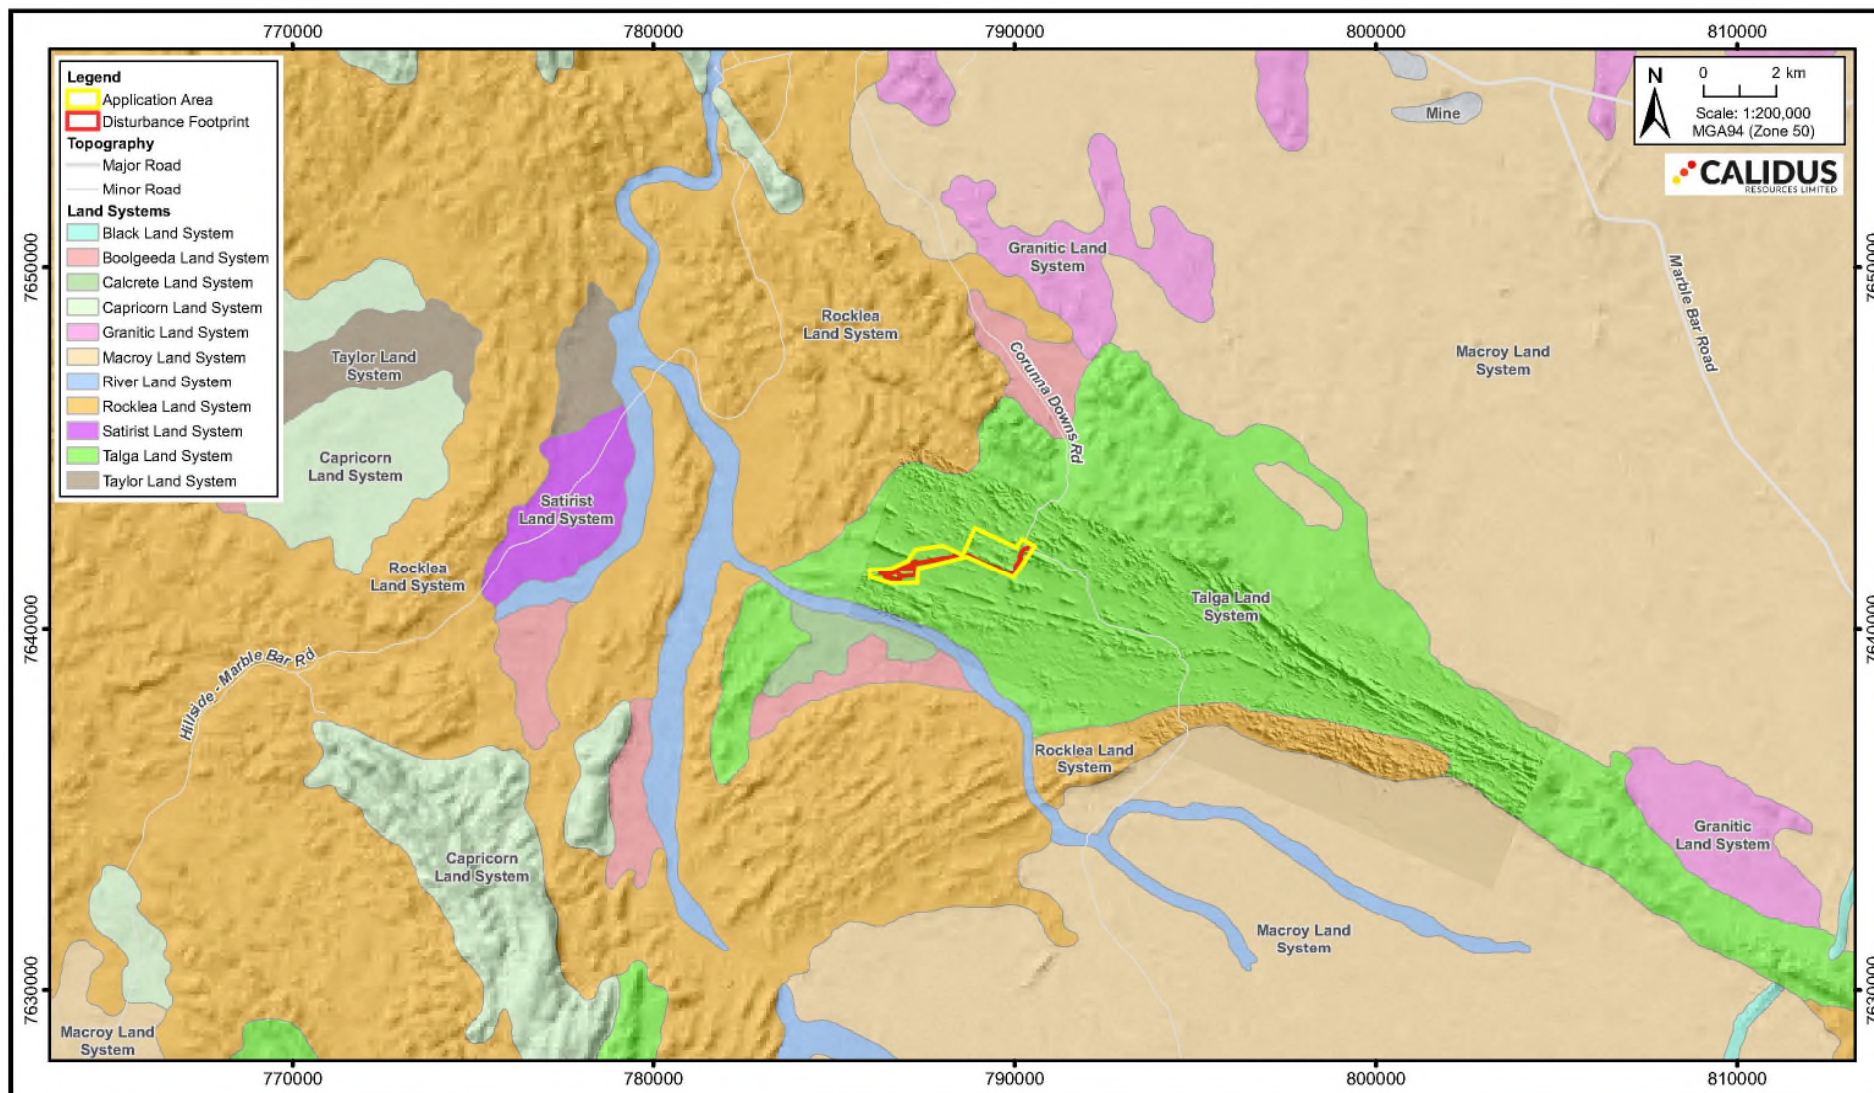 770000
780000
790000
800000
810000
Legend
Application Area
Disturbance Footprint
Topography
Major Road
Minor Road
Land Systems
Black Land System
Boolgeeda Land System
Calcrete Land System
Capricorn Land System
Granitic Land System
Macroy Land System
River Land System
Rocklea Land System
Satirist Land System
Talga Land System
Taylor Land System
N
0 2 km
Scale: 1:200,000
MGA94 (Zone 50)
CALIDUS
RESOURCES LIMITED
Mine
7650000
7650000
Granitic Land
System
Marble Bar Road
Rocklea
Land System
Taylor Land
System
Corunna Downs Rd
Macroy Land
System
Capricorn
Land System
Satirist
Land System
Rocklea
Land System
Talga Land
System
7640000
7640000
Hillside - Marble Bar Rd
Rocklea Land
System
Capricorn
Land System
Granitic
Land System
Macroy Land
System
7630000
7630000
Macroy Land
System
770000
780000
790000
800000
810000